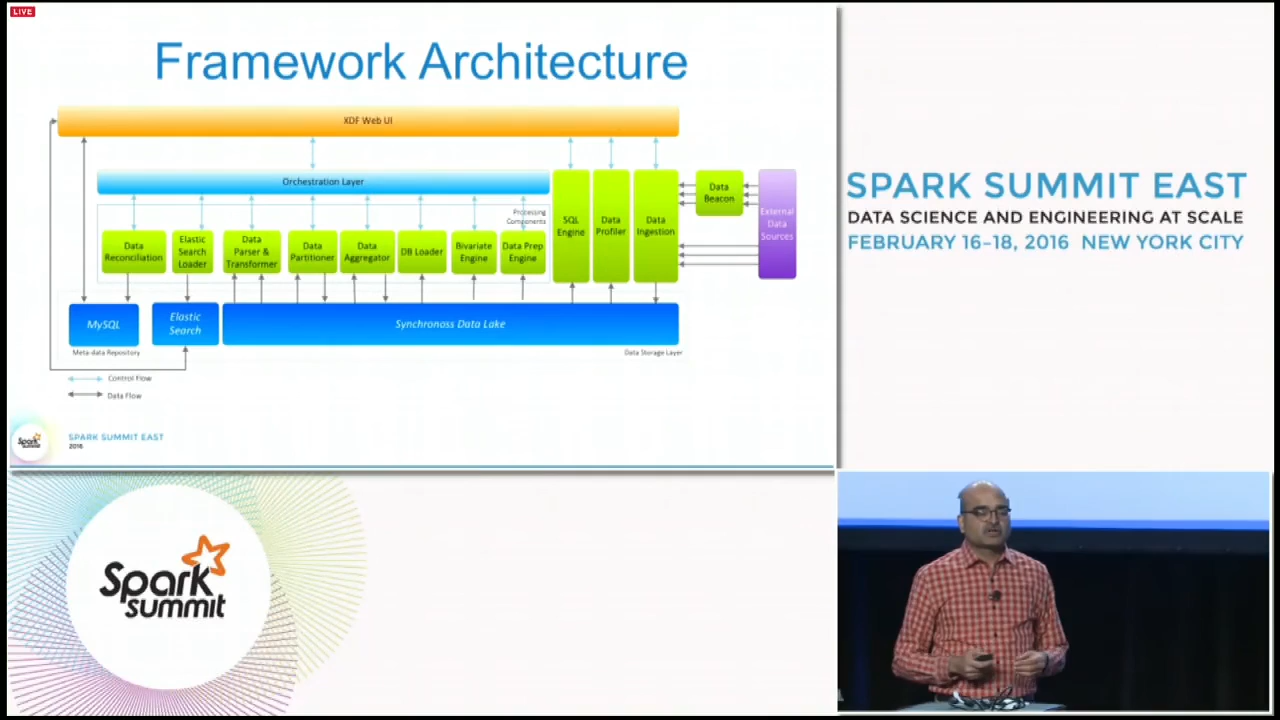 LIVE
Framework Architecture
XDF Web UI
Orchestration Layer
Processing
Components
Data
Reconciliation
Elastic
Search
Loader
Data
Parser &
Transformer
Data
Partitioner
Data
Aggregator
DB Loader
Bivariate
Engine
Data Prep
Engine
SQL
Engine
Data
Profiler
Data
Ingestion
Data
Beacon
External
Data
Sources
MySQL
Elastic
Search
Synchronoss Data Lake
Meta-data Repository
Data Storage Layer
Control Flow
Data Flow
Spark
Summit
SPARK SUMMIT EAST
2016
SPARK SUMMIT EAST
DATA SCIENCE AND ENGINEERING AT SCALE
FEBRUARY 16–18, 2016 NEW YORK CITY
Spark
summit